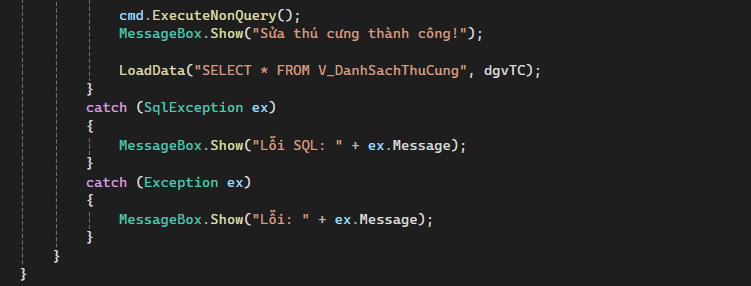 cmd.ExecuteNonQuery();
MessageBox.Show("Sửa thú cưng thành công!");
LoadData("SELECT * FROM V_DanhSachThuCung", dgvTC);
}
catch (SqlException ex)
{
MessageBox.Show("Lỗi SQL: " + ex.Message);
}
catch (Exception ex)
{
MessageBox.Show("Lỗi: " + ex.Message);
}
}
}